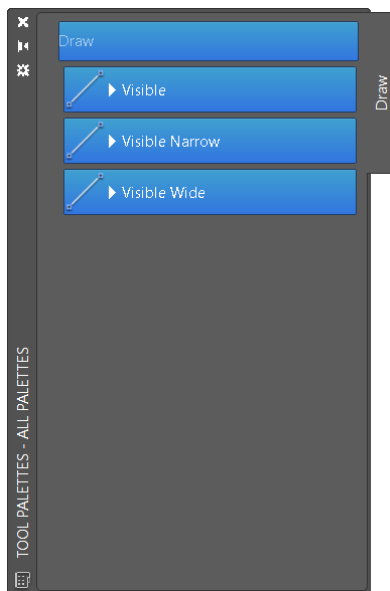 Draw
Visible
Visible Narrow
Visible Wide
Draw
TOOL PALETTES - ALL PALETTES